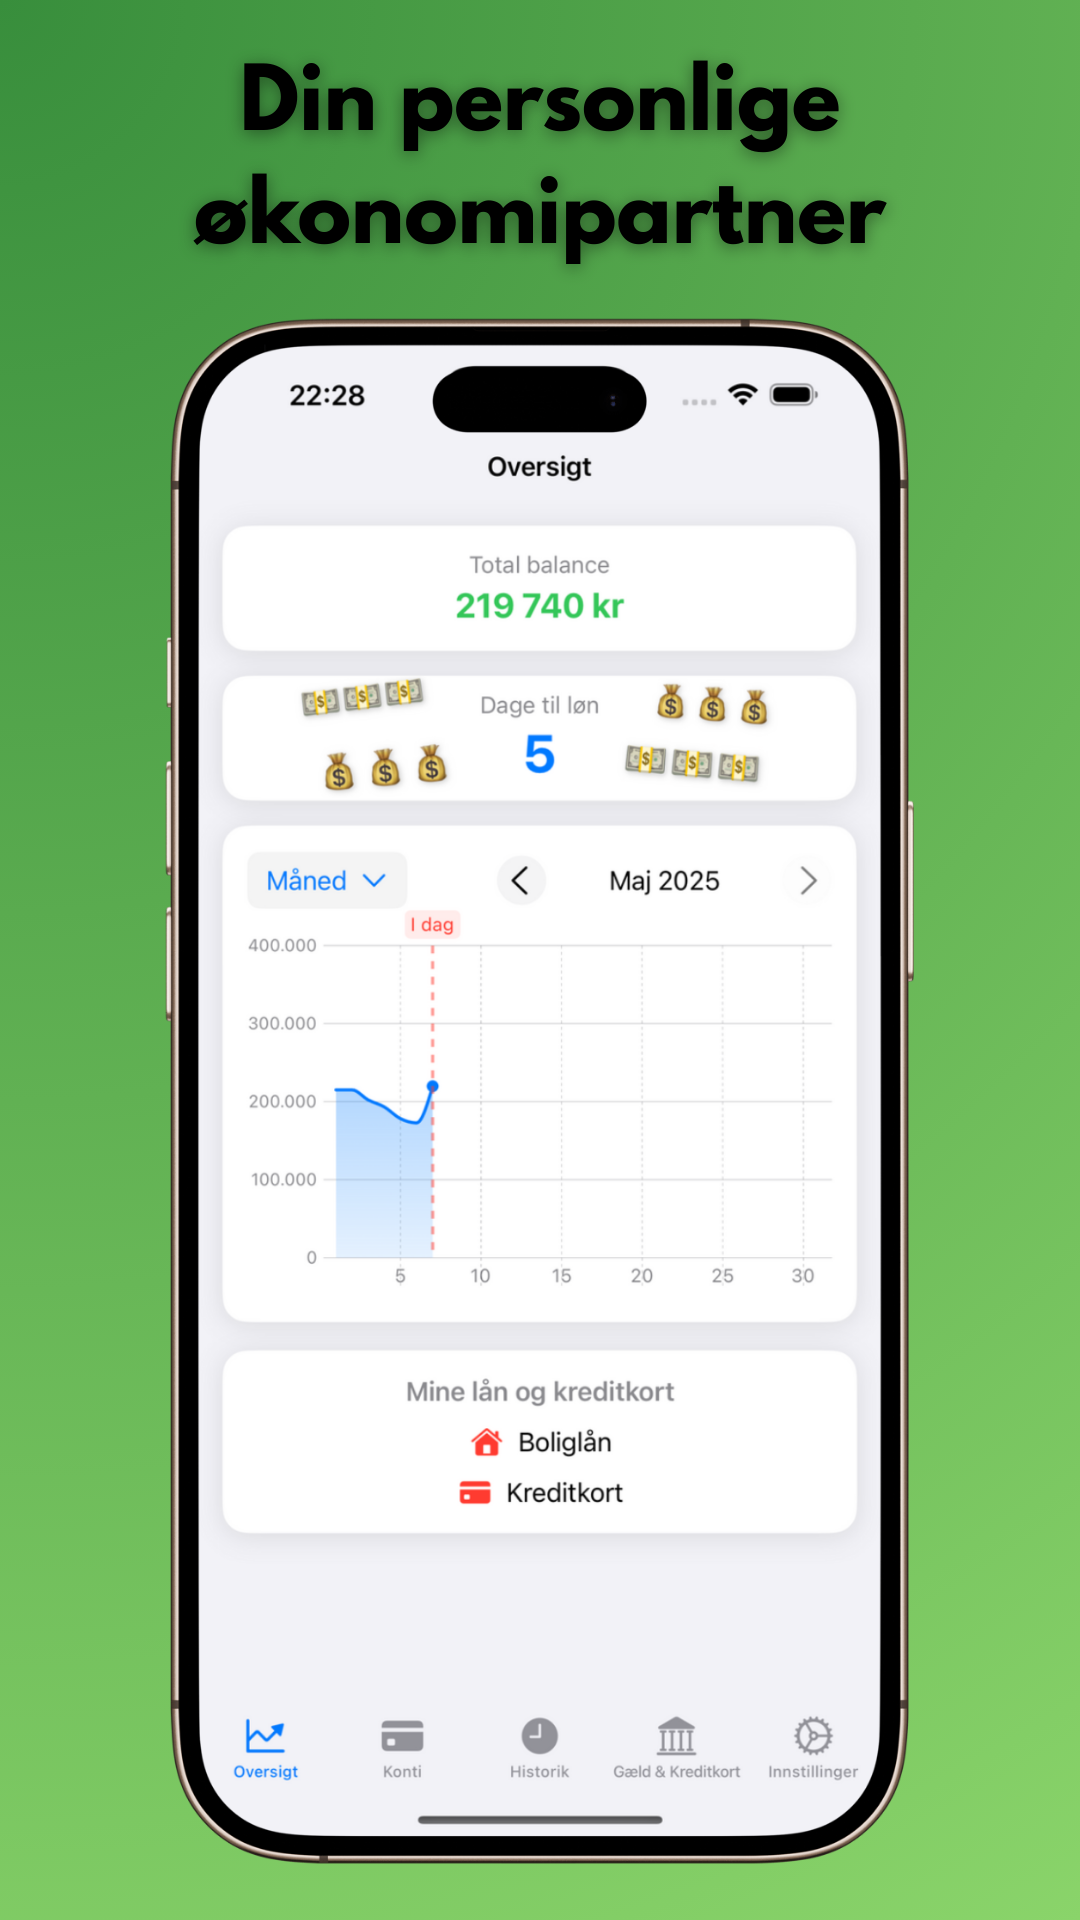 Din personlige
økonomipartner
22:28
Oversigt
Total balance
219 740 kr
Dage til løn
5
Måned
Maj 2025
I dag
400.000
300.000
200.000
100.000
0
5 10 15 20 25 30
Mine lån og kreditkort
Boliglån
Kreditkort
Oversigt Konti Historik Gæld & Kreditkort Innstillinger